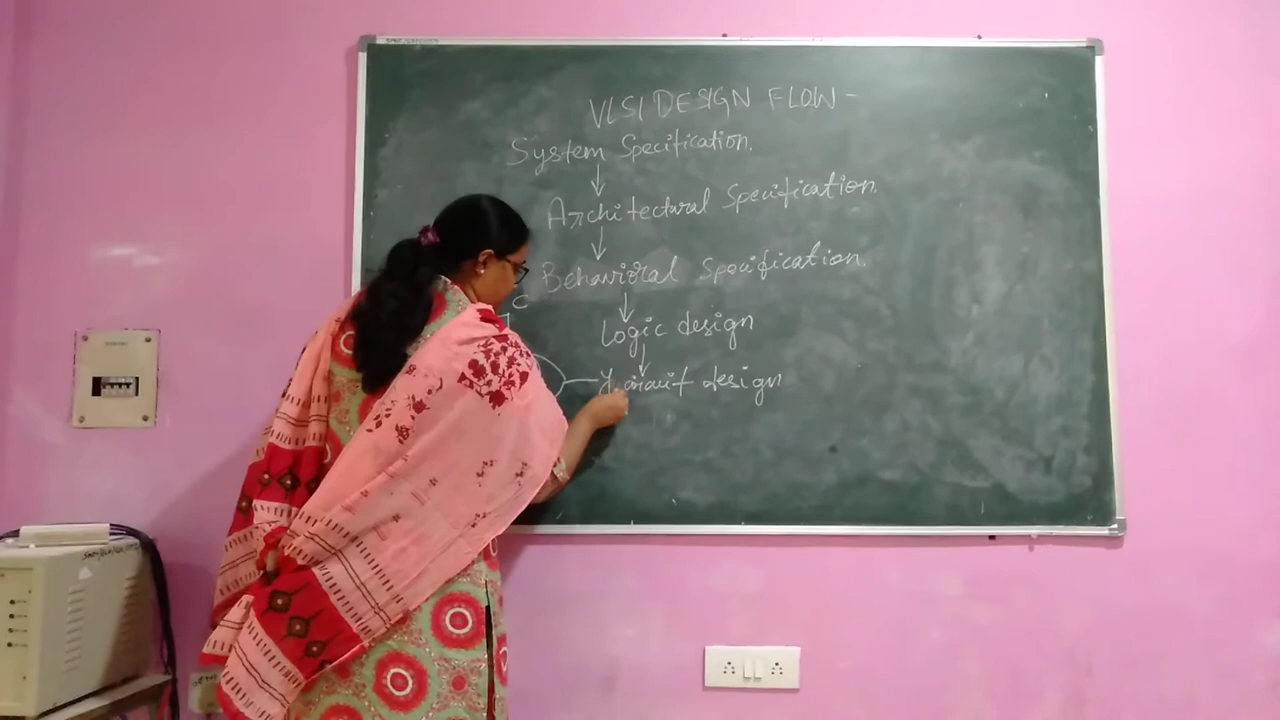 VLSI DESIGN FLOW -
System Specification.
↓
Architectural Specification.
↓
Behavioral Specification.
↓
C
Logic design
↓
Y circuit design